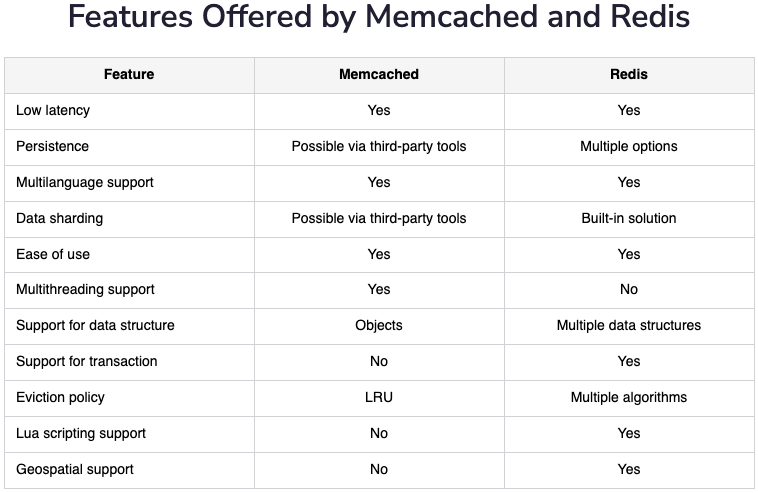 Features Offered by Memcached and Redis
Feature Memcached Redis
Low latency Yes Yes
Persistence Possible via third-party tools Multiple options
Multilanguage support Yes Yes
Data sharding Possible via third-party tools Built-in solution
Ease of use Yes Yes
Multithreading support Yes No
Support for data structure Objects Multiple data structures
Support for transaction No Yes
Eviction policy LRU Multiple algorithms
Lua scripting support No Yes
Geospatial support No Yes